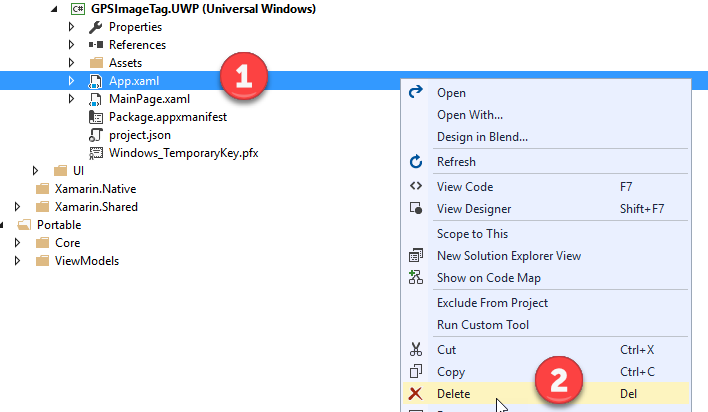 C#
GPSImageTag.UWP (Universal Windows)
Properties
References
Assets
App.xaml
1
MainPage.xaml
Package.appxmanifest
project.json
Windows_TemporaryKey.pfx
UI
Xamarin.Native
Xamarin.Shared
Portable
Core
ViewModels
Open
Open With...
Design in Blend...
Refresh
View Code F7
View Designer Shift+F7
Scope to This
New Solution Explorer View
Show on Code Map
Exclude From Project
Run Custom Tool
Cut Ctrl+X
Copy Ctrl+C
2
Delete Del